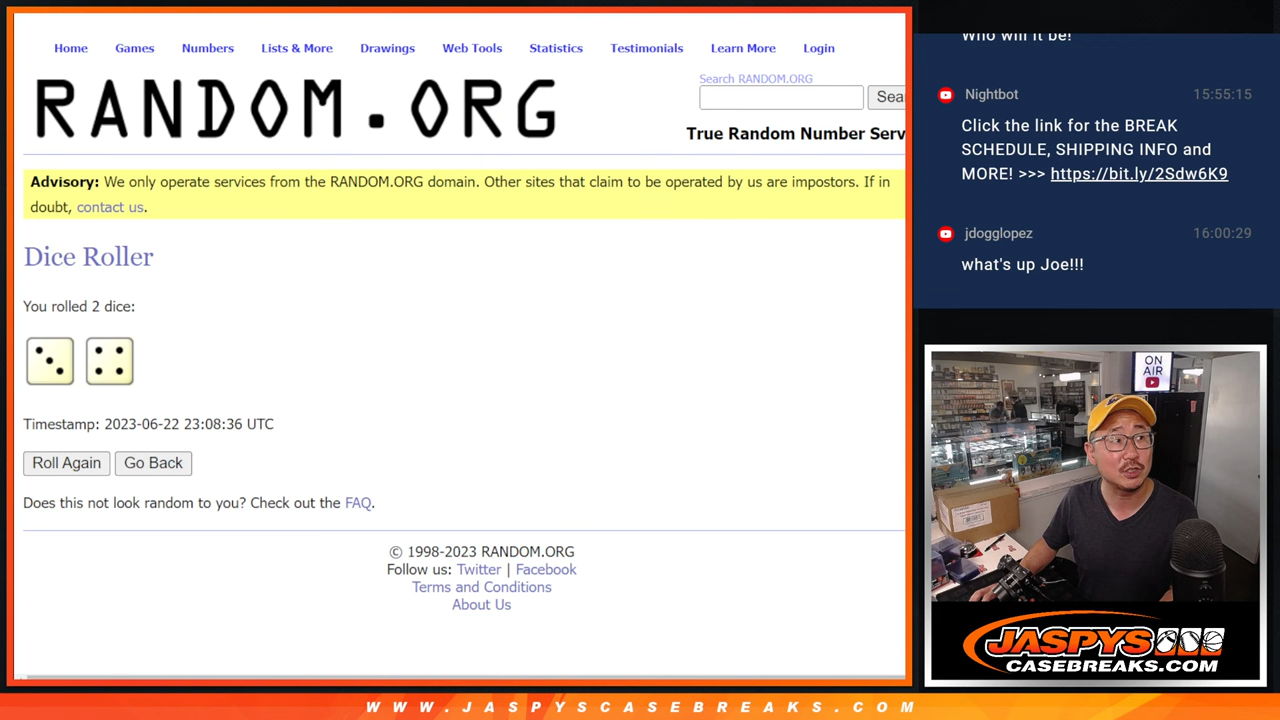 Home Games Numbers Lists & More Drawings Web Tools Statistics Testimonials Learn More Login
RANDOM.ORG
Search RANDOM.ORG
True Random Number Serv
Advisory: We only operate services from the RANDOM.ORG domain. Other sites that claim to be operated by us are impostors. If in
doubt, contact us.
Dice Roller
You rolled 2 dice:
Timestamp: 2023-06-22 23:08:36 UTC
Roll Again Go Back
Does this not look random to you? Check out the FAQ.
© 1998-2023 RANDOM.ORG
Follow us: Twitter | Facebook
Terms and Conditions
About Us
Who will it be!
Nightbot 15:55:15
Click the link for the BREAK
SCHEDULE, SHIPPING INFO and
MORE! >>> https://bit.ly/2Sdw6K9
jdogglopez 16:00:29
what's up Joe!!!
ON
AIR
JASPYS
CASEBREAKS.COM
WWW.JASPYSCASEBREAKS.COM